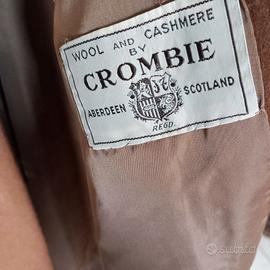 WOOL AND CASHMERE
BY
CROMBIE
ABERDEEN SCOTLAND
REGD.
subito